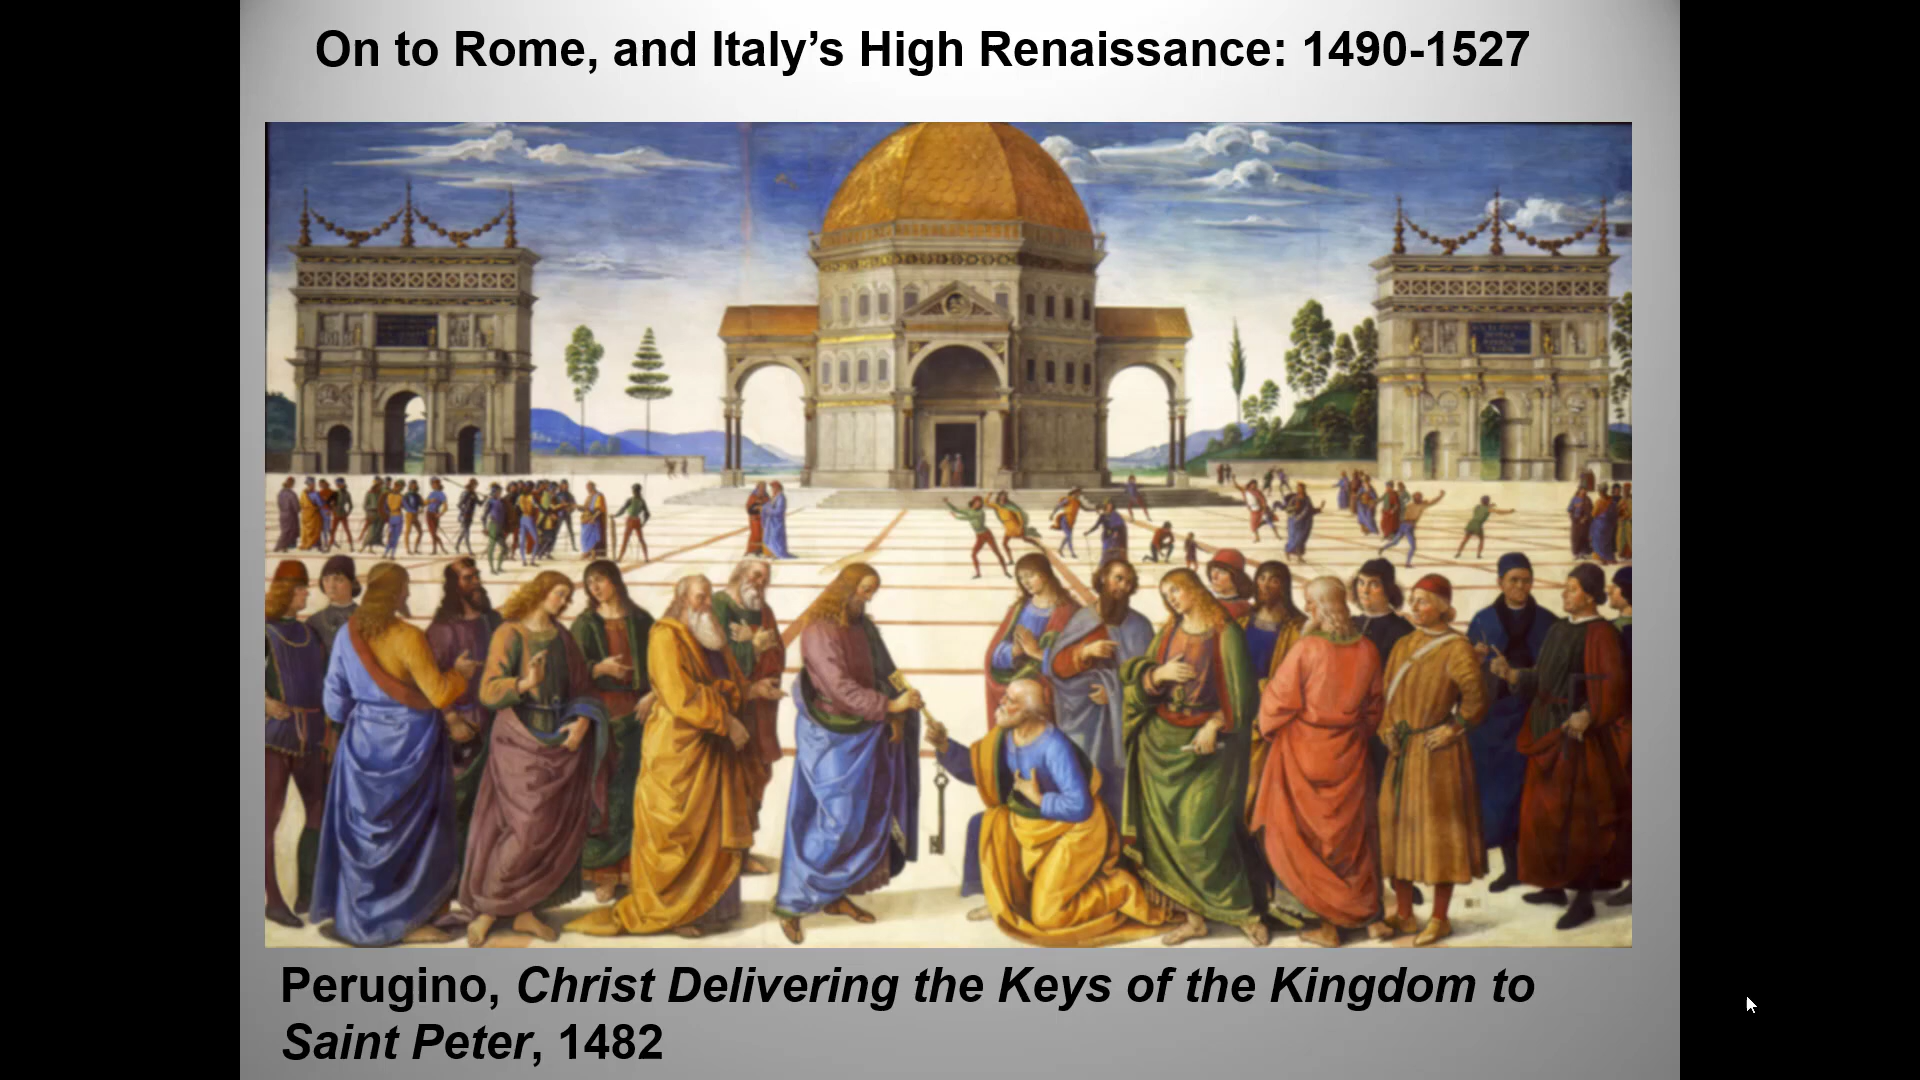 On to Rome, and Italy’s High Renaissance: 1490-1527
Perugino, Christ Delivering the Keys of the Kingdom to
Saint Peter, 1482